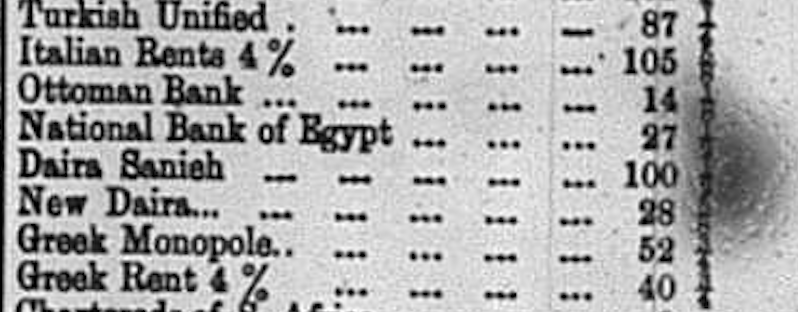 Turkish Unified . ... ... ... ... 87
Italian Rents 4 % ... ... ... ... 105
Ottoman Bank ... ... ... ... ... 14
National Bank of Egypt ... ... ... 27
Daira Sanieh ... ... ... ... ... 100
New Daira... ... ... ... ... ... 28
Greek Monopole.. ... ... ... ... 52
Greek Rent 4 % ... ... ... ... 40